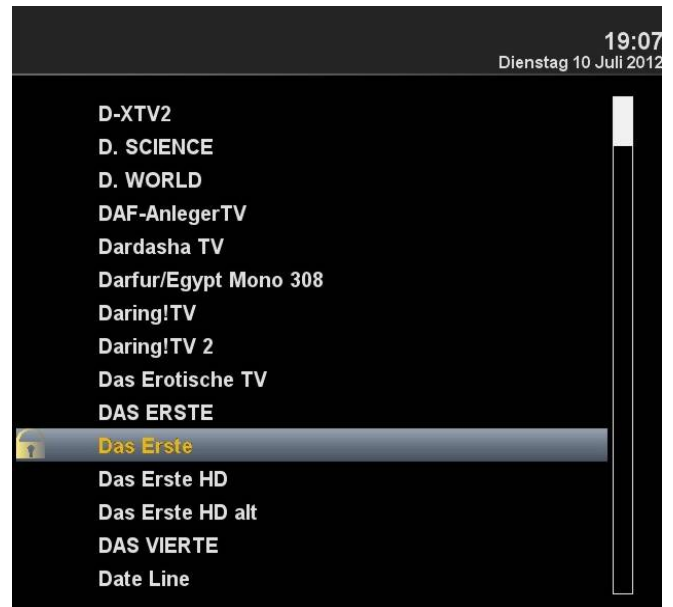 19:07
Dienstag 10 Juli 2012
D-XTV2
D. SCIENCE
D. WORLD
DAF-AnlegerTV
Dardasha TV
Darfur/Egypt Mono 308
Daring!TV
Daring!TV 2
Das Erotische TV
DAS ERSTE
Das Erste
Das Erste HD
Das Erste HD alt
DAS VIERTE
Date Line